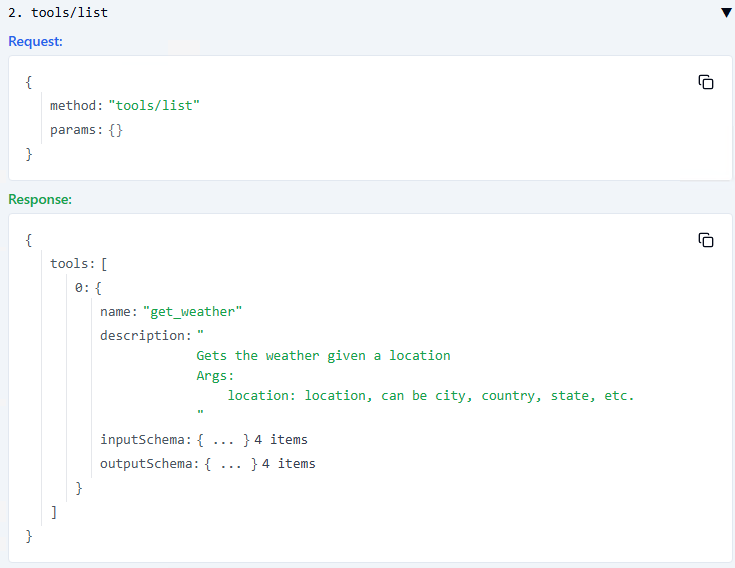 2. tools/list ▼
Request:
{
method: "tools/list"
params: {}
}
Response:
{
tools: [
0: {
name: "get_weather"
description: "
Gets the weather given a location
Args:
location: location, can be city, country, state, etc.
"
inputSchema: { ... } 4 items
outputSchema: { ... } 4 items
}
]
}